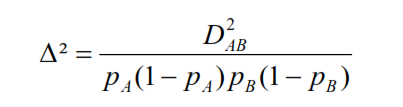 Δ² = D²_AB / p_A(1 − p_A)p_B(1 − p_B)